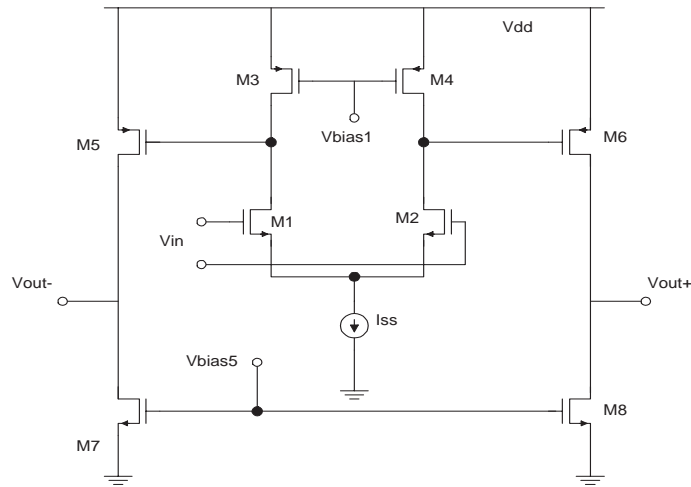 Vdd
M3
M4
Vbias1
M5
M6
M1
M2
Vin
Vout-
Vout+
Iss
Vbias5
M7
M8